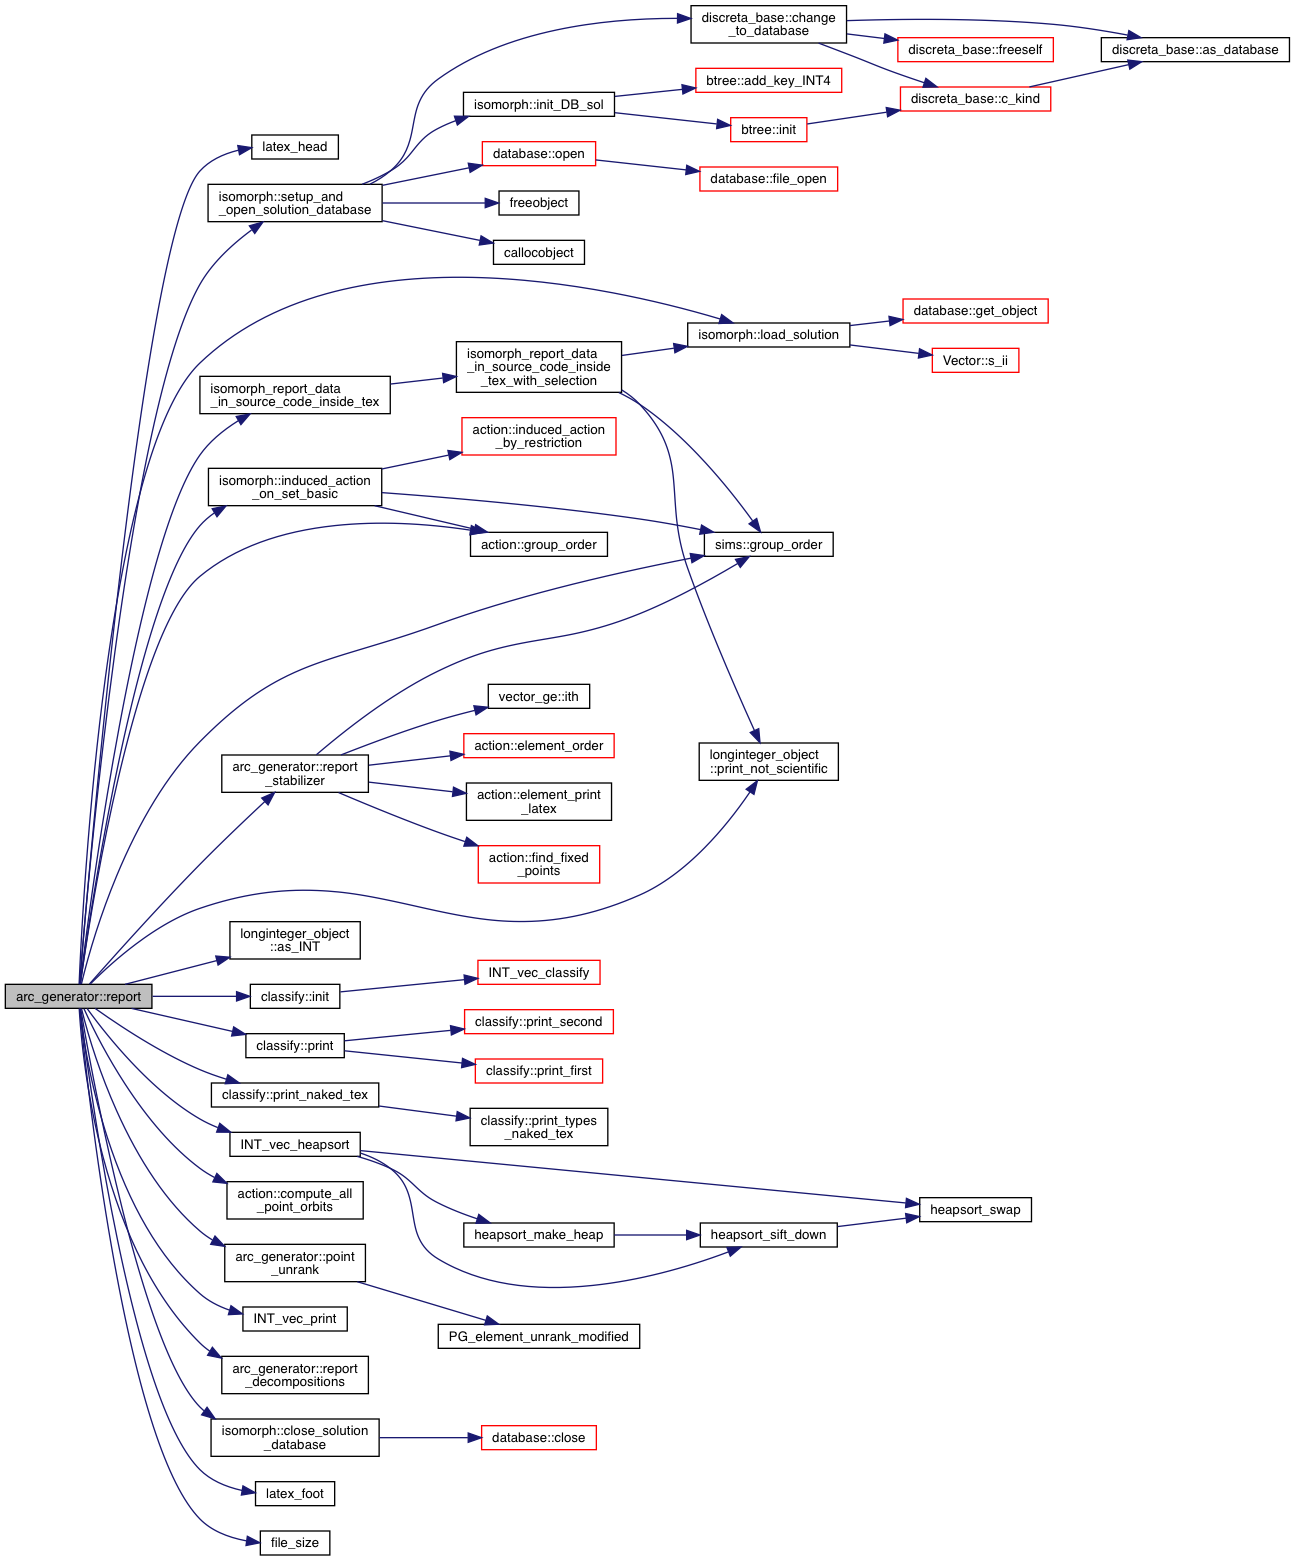 arc_generator::report
latex_head
isomorph::setup_and
_open_solution_database
discreta_base::change
_to_database
discreta_base::freeself
discreta_base::as_database
btree::add_key_INT4
isomorph::init_DB_sol
discreta_base::c_kind
btree::init
database::open
database::file_open
freeobject
callocobject
database::get_object
isomorph::load_solution
Vector::s_ii
isomorph_report_data
_in_source_code_inside
_tex_with_selection
isomorph_report_data
_in_source_code_inside_tex
action::induced_action
_by_restriction
isomorph::induced_action
_on_set_basic
action::group_order
sims::group_order
vector_ge::ith
action::element_order
arc_generator::report
_stabilizer
longinteger_object
::print_not_scientific
action::element_print
_latex
action::find_fixed
_points
longinteger_object
::as_INT
INT_vec_classify
classify::init
classify::print_second
classify::print
classify::print_first
classify::print_naked_tex
classify::print_types
_naked_tex
INT_vec_heapsort
action::compute_all
_point_orbits
heapsort_swap
heapsort_make_heap
heapsort_sift_down
arc_generator::point
_unrank
INT_vec_print
PG_element_unrank_modified
arc_generator::report
_decompositions
isomorph::close_solution
_database
database::close
latex_foot
file_size